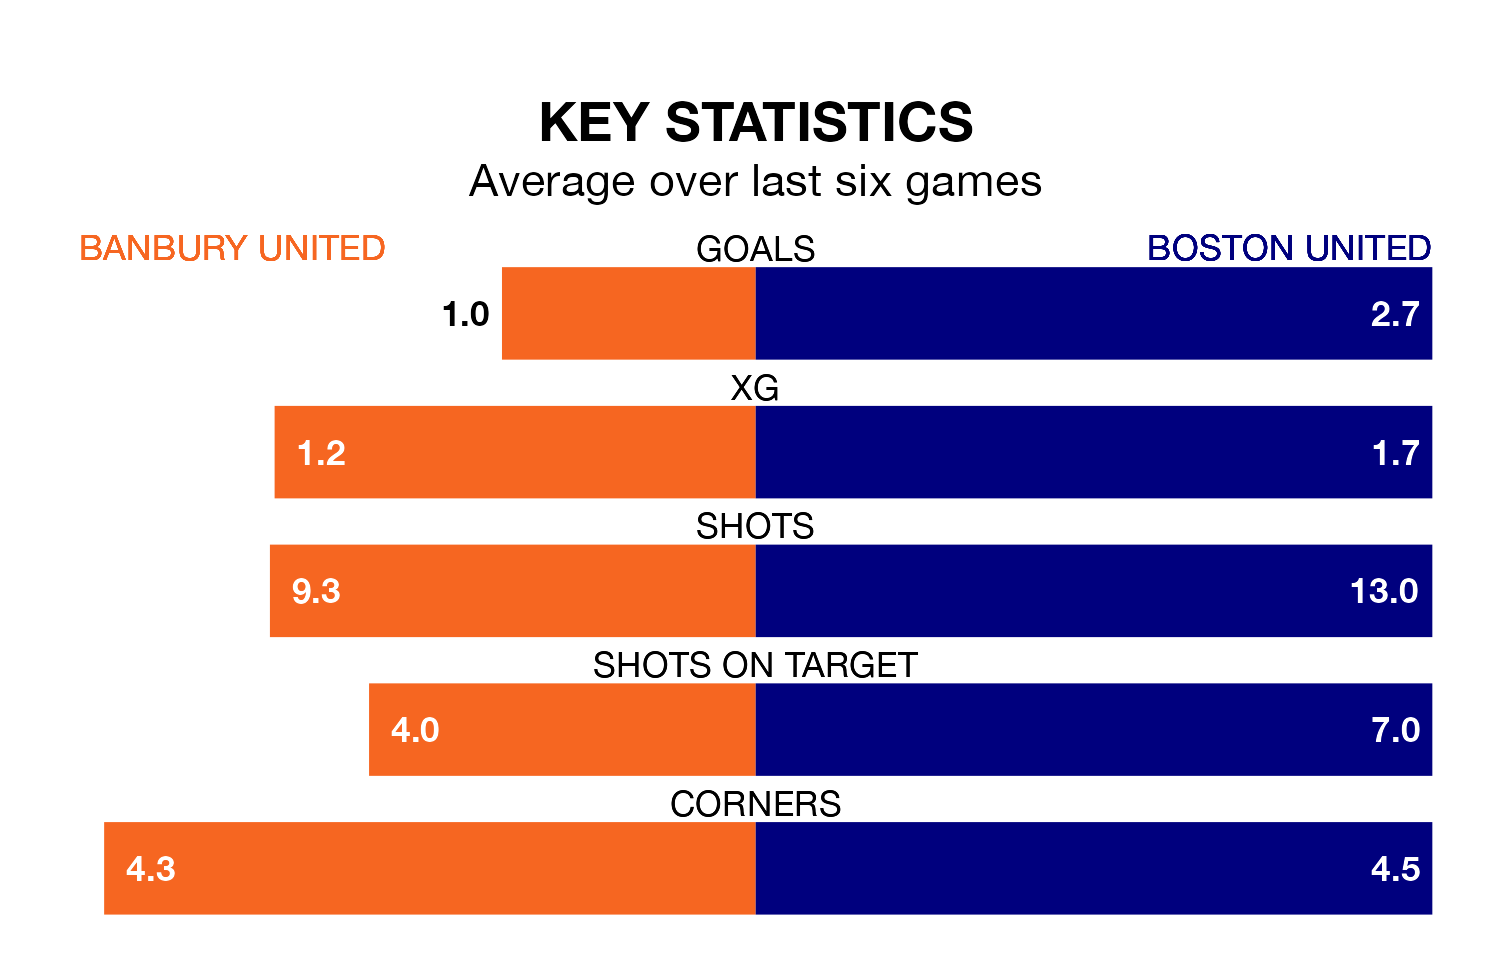 KEY STATISTICS
Average over last six games
BANBURY UNITED GOALS BOSTON UNITED
1.0 2.7
XG
1.2 1.7
SHOTS
9.3 13.0
SHOTS ON TARGET
4.0 7.0
CORNERS
4.3 4.5